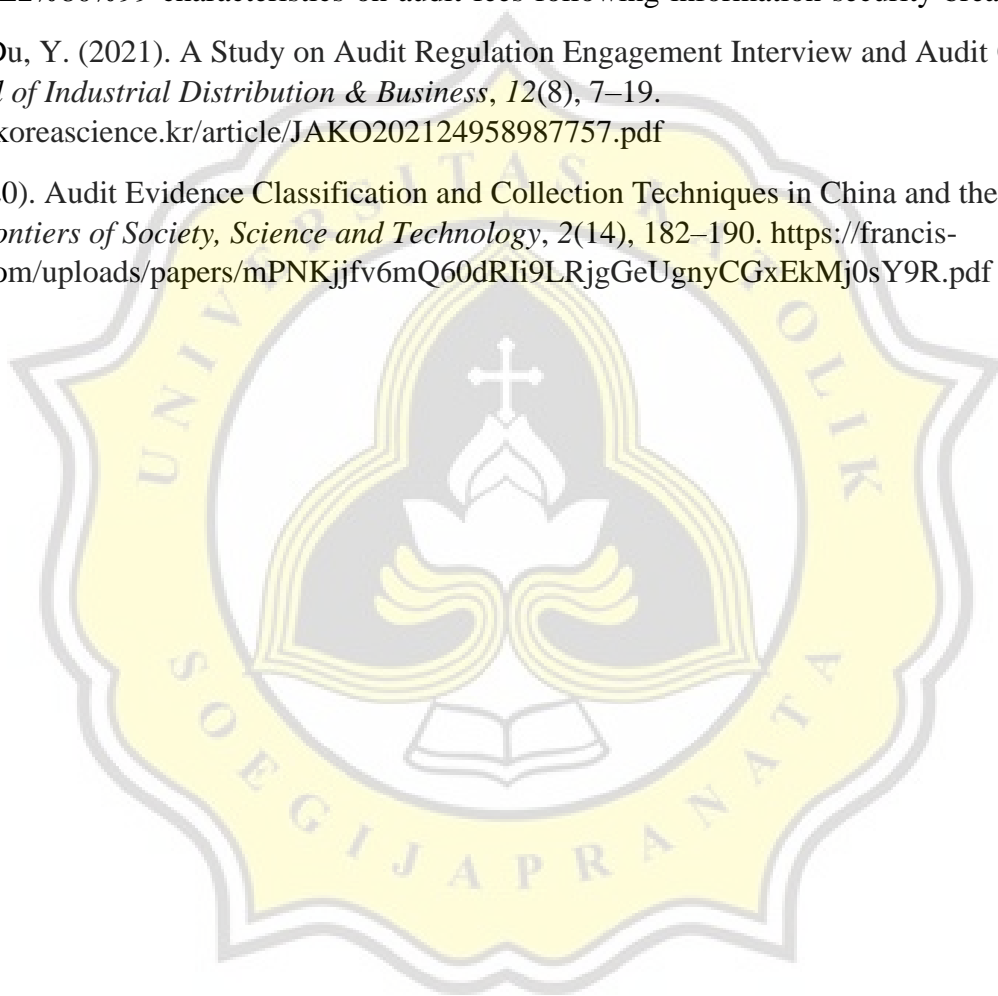 characteristics on audit fees following information security
Du, Y. (2021). A Study on Audit Regulation Engagement Interview and Audit
of Industrial Distribution & Business, 12(8), 7–19.
koreascience.kr/article/JAKO202124958987757.pdf
0). Audit Evidence Classification and Collection Techniques in China and the
ontiers of Society, Science and Technology, 2(14), 182–190. https://francis-
om/uploads/papers/mPNKjjfv6mQ60dRIi9LRjgGeUgnyCGxEkMj0sY9R.pdf
UNIVERSITAS KATOLIK
SOEGIJAPRANATA